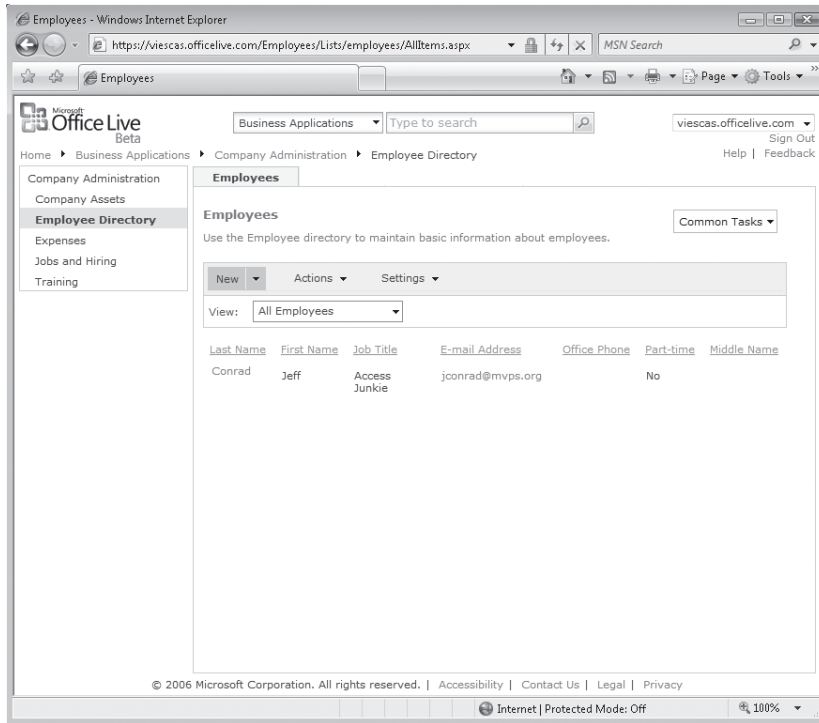 Employees - Windows Internet Explorer
https://viescas.officelive.com/Employees/Lists/employees/AllItems.aspx
MSN Search
Employees
Page
Tools
Microsoft
Office Live
Beta
Business Applications
Type to search
viescas.officelive.com
Sign Out
Home Business Applications Company Administration Employee Directory
Help | Feedback
Company Administration
Company Assets
Employee Directory
Expenses
Jobs and Hiring
Training
Employees
Employees
Common Tasks
Use the Employee directory to maintain basic information about employees.
New Actions Settings
View: All Employees
Last Name First Name Job Title E-mail Address Office Phone Part-time Middle Name
Conrad Jeff Access Junkie jconrad@mvps.org No
© 2006 Microsoft Corporation. All rights reserved. | Accessibility | Contact Us | Legal | Privacy
Internet | Protected Mode: Off
100%